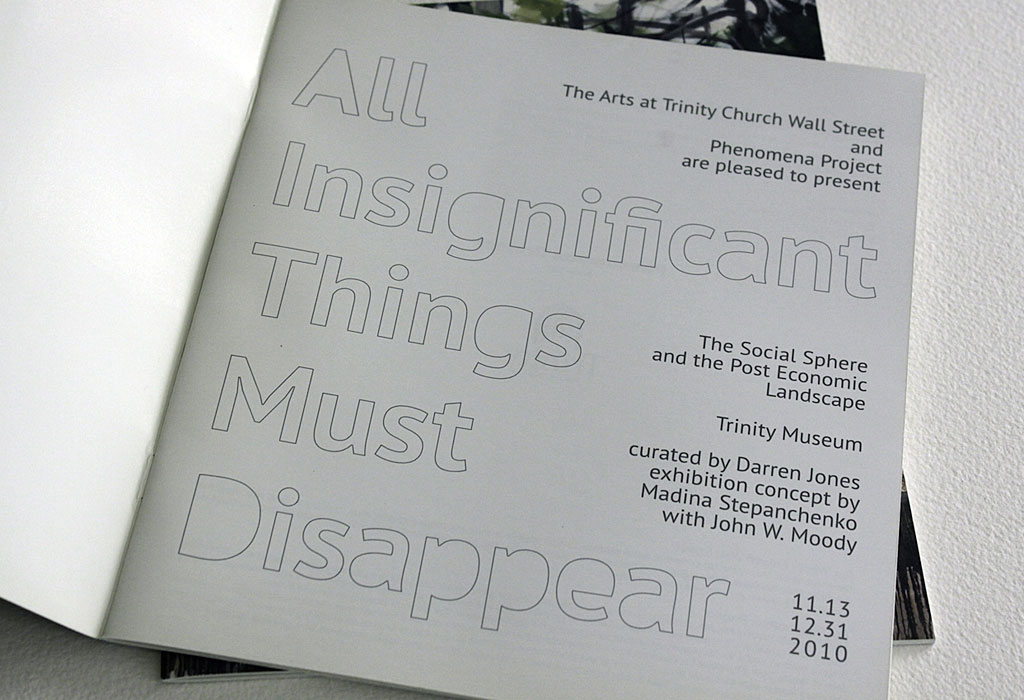 All
Insignificant
Things
Must
Disappear
The Arts at Trinity Church Wall Street
and
Phenomena Project
are pleased to present
The Social Sphere
and the Post Economic
Landscape
Trinity Museum
curated by Darren Jones
exhibition concept by
Madina Stepanchenko
with John W. Moody
11.13
12.31
2010